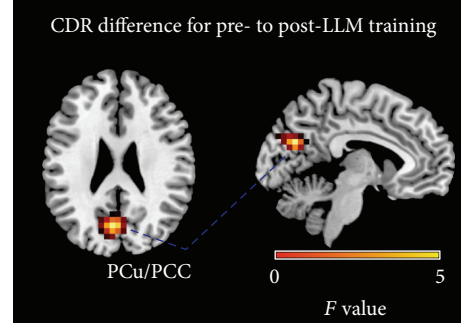 CDR difference for pre- to post-LLM training
PCu/PCC
0
5
F value